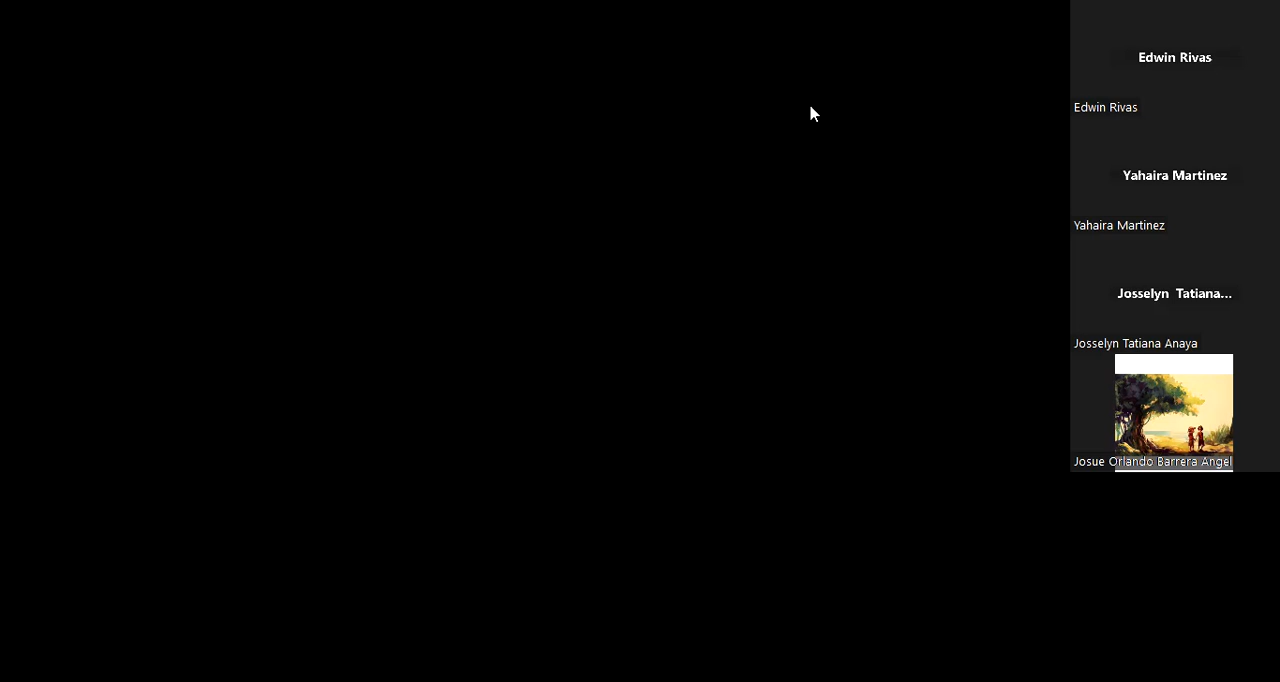 Edwin Rivas
Edwin Rivas
Yahaira Martinez
Yahaira Martinez
Josselyn Tatiana...
Josselyn Tatiana Anaya
Josue Orlando Barrera Angel